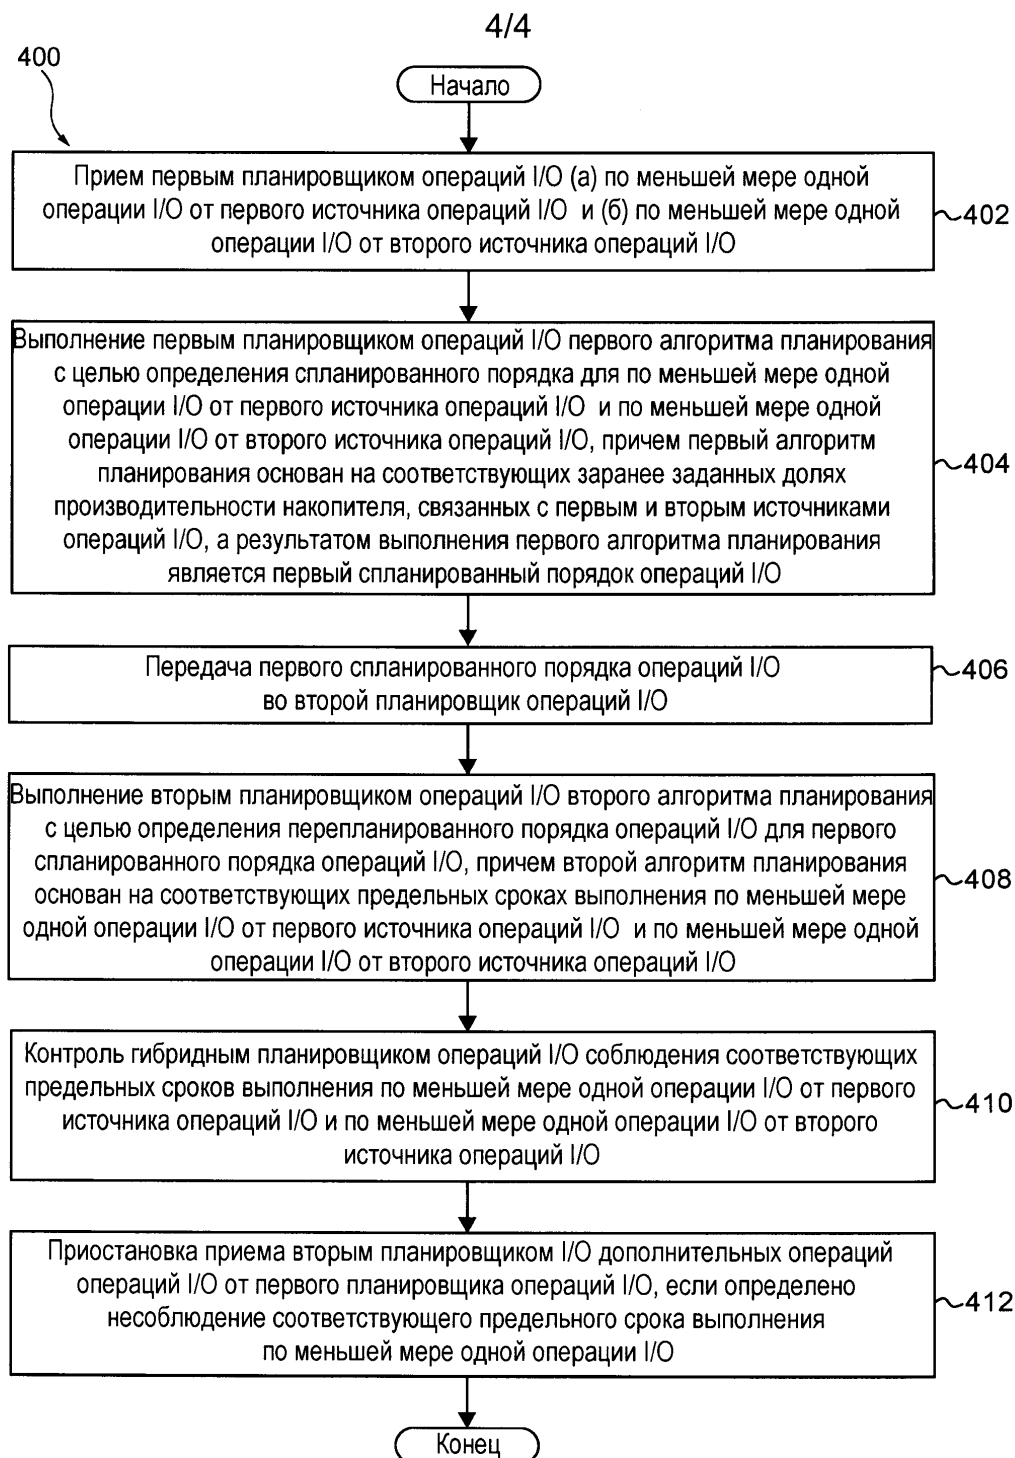 4/4
400
Начало
Прием первым планировщиком операций I/O (а) по меньшей мере одной
операции I/O от первого источника операций I/O и (б) по меньшей мере одной
операции I/O от второго источника операций I/O
402
Выполнение первым планировщиком операций I/O первого алгоритма планирования
с целью определения спланированного порядка для по меньшей мере одной
операции I/O от первого источника операций I/O и по меньшей мере одной
операции I/O от второго источника операций I/O, причем первый алгоритм
планирования основан на соответствующих заранее заданных долях
производительности накопителя, связанных с первым и вторым источниками
операций I/O, а результатом выполнения первого алгоритма планирования
является первый спланированный порядок операций I/O
404
Передача первого спланированного порядка операций I/O
во второй планировщик операций I/O
406
Выполнение вторым планировщиком операций I/O второго алгоритма планирования
с целью определения перепланированного порядка операций I/O для первого
спланированного порядка операций I/O, причем второй алгоритм планирования
основан на соответствующих предельных сроках выполнения по меньшей мере
одной операции I/O от первого источника операций I/O и по меньшей мере одной
операции I/O от второго источника операций I/O
408
Контроль гибридным планировщиком операций I/O соблюдения соответствующих
предельных сроков выполнения по меньшей мере одной операции I/O от первого
источника операций I/O и по меньшей мере одной операции I/O от второго
источника операций I/O
410
Приостановка приема вторым планировщиком I/O дополнительных операций
операций I/O от первого планировщика операций I/O, если определено
несоблюдение соответствующего предельного срока выполнения
по меньшей мере одной операции I/O
412
Конец